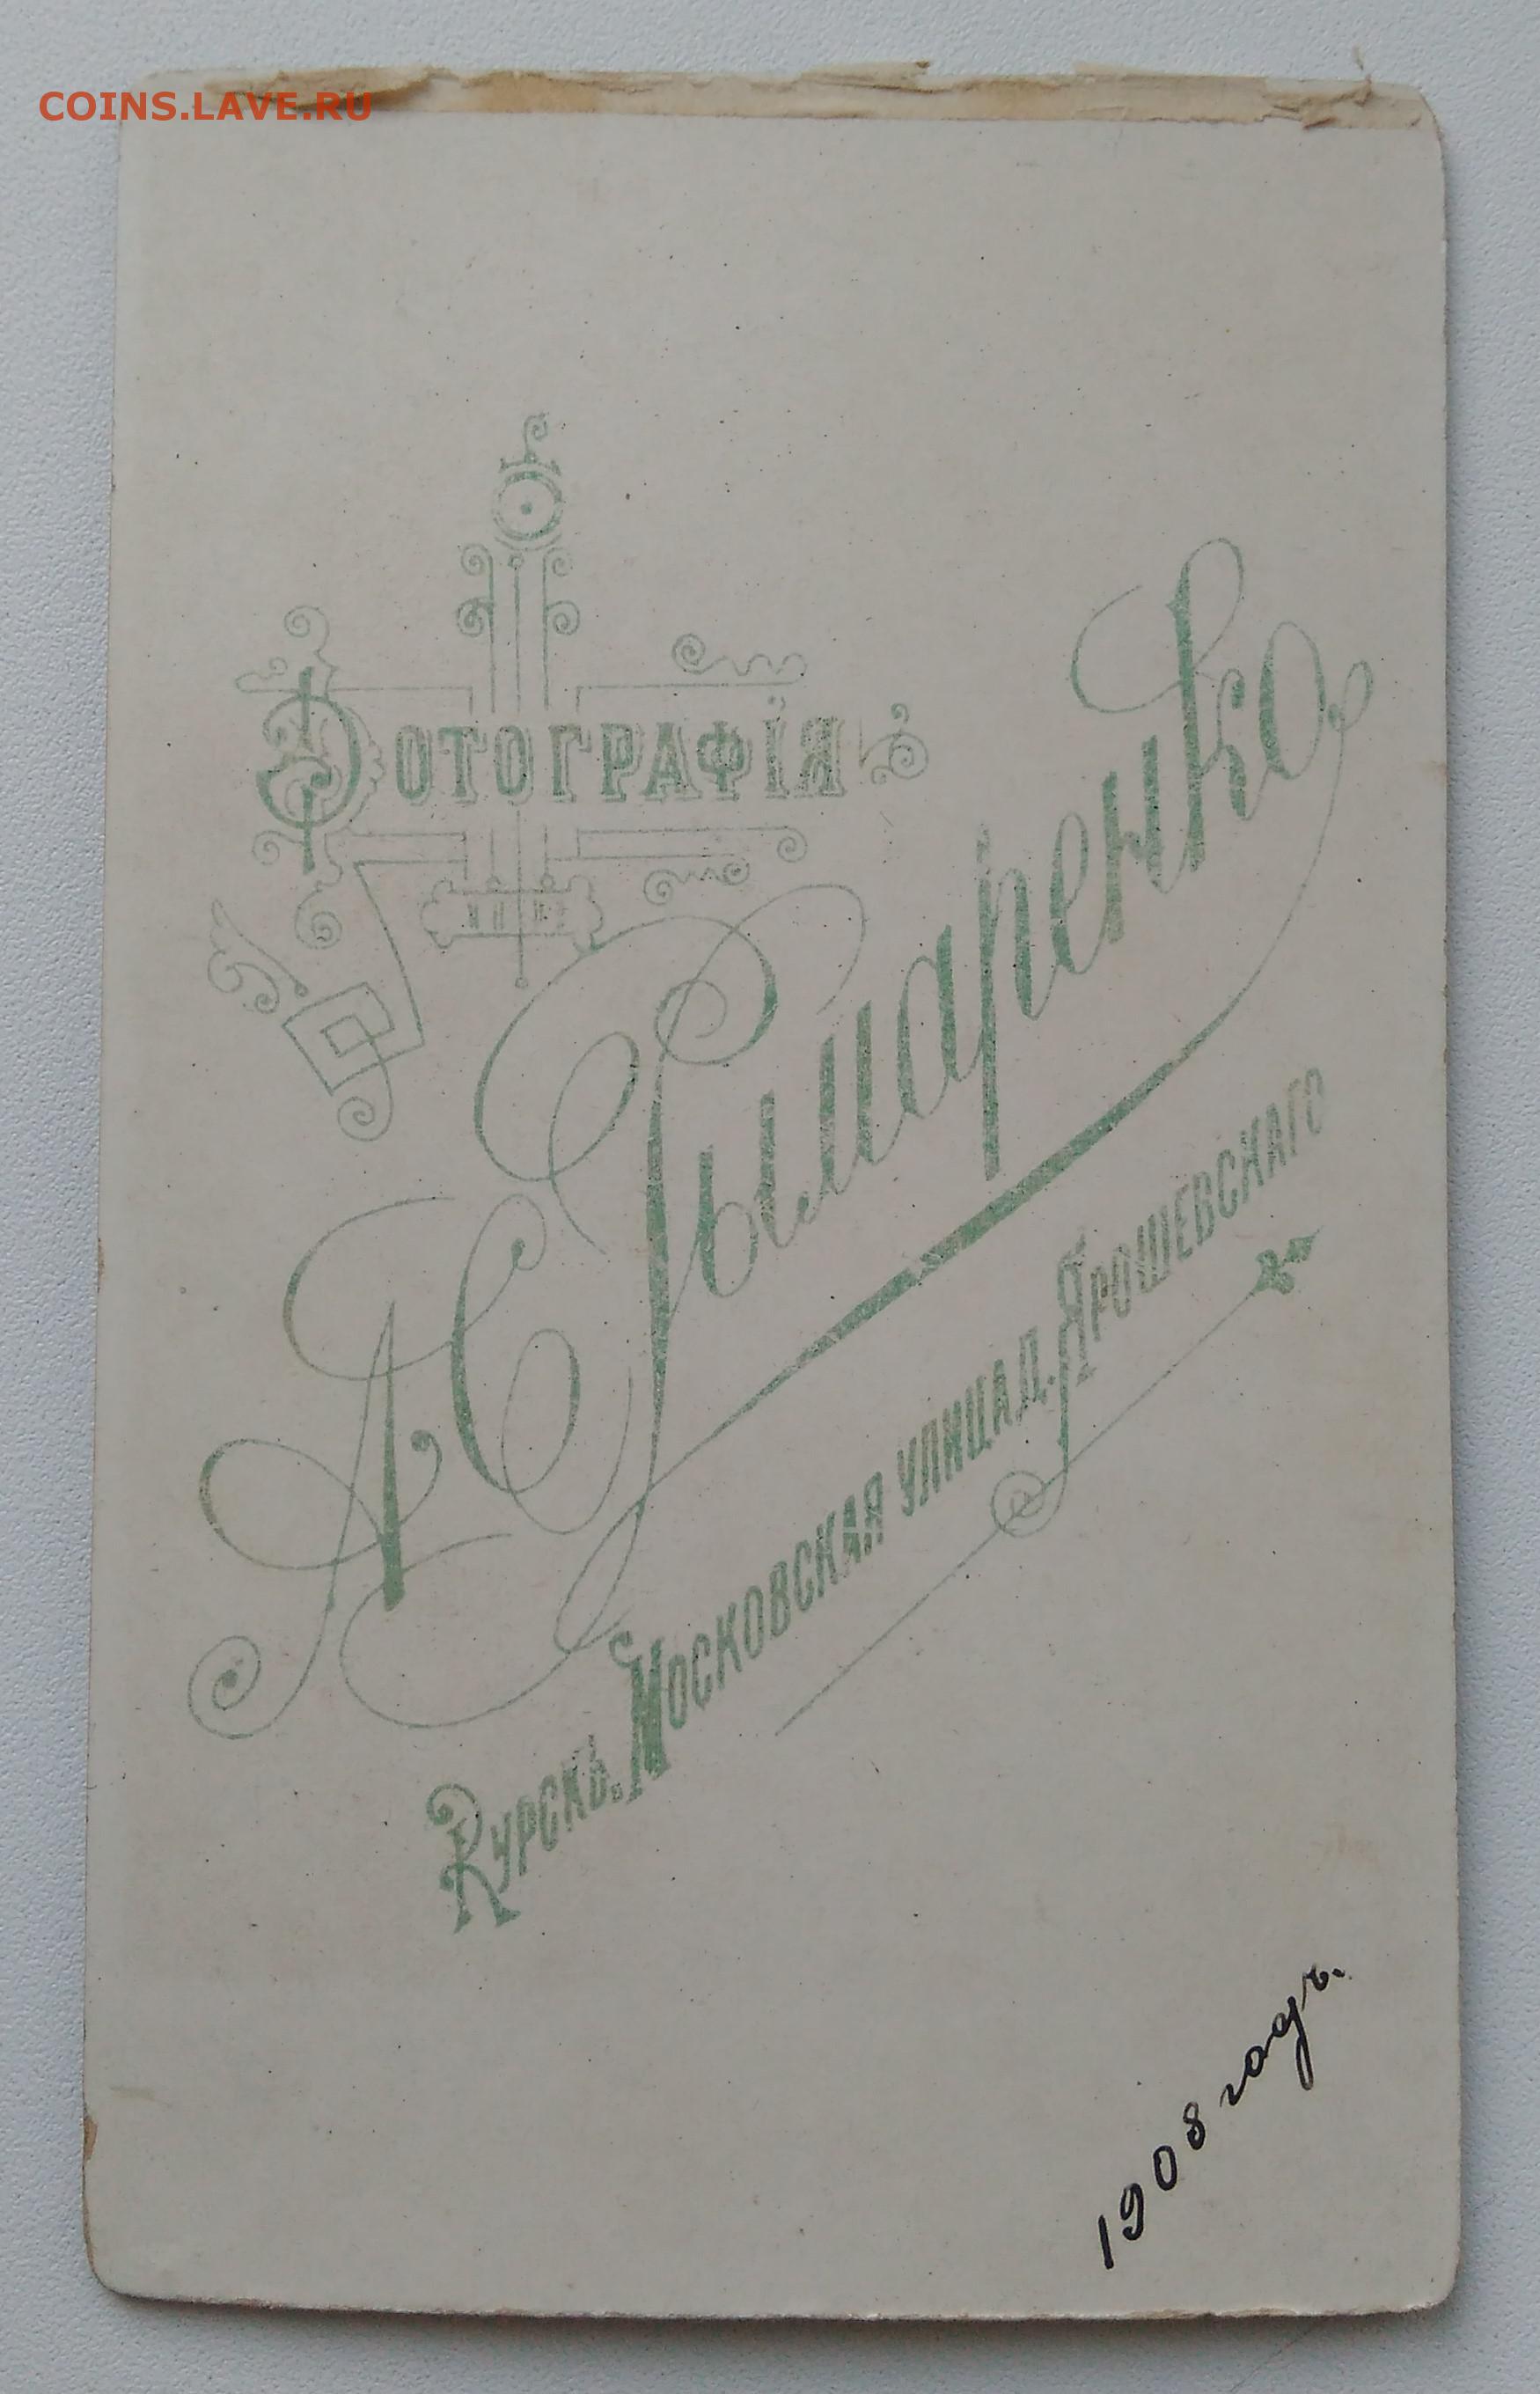 COINS.LAVE.RU
Фотографія
А С Рымаренко.
Курскъ. Московская улица д. Ярошевскаго
1908 годъ.